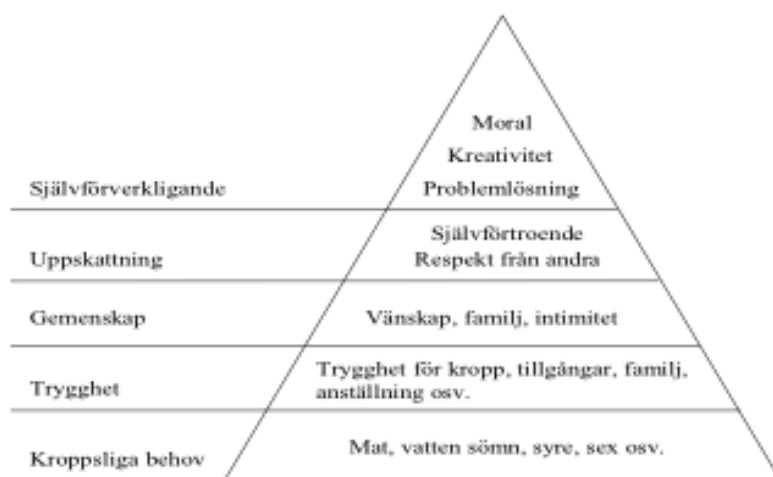 Moral
Kreativitet
Självförverkligande
Problemlösning
Självförtroende
Uppskattning
Respekt från andra
Gemenskap
Vänskap, familj, intimitet
Trygghet
Trygghet för kropp, tillgångar, familj,
anställning osv.
Kroppsliga behov
Mat, vatten sömn, syre, sex osv.